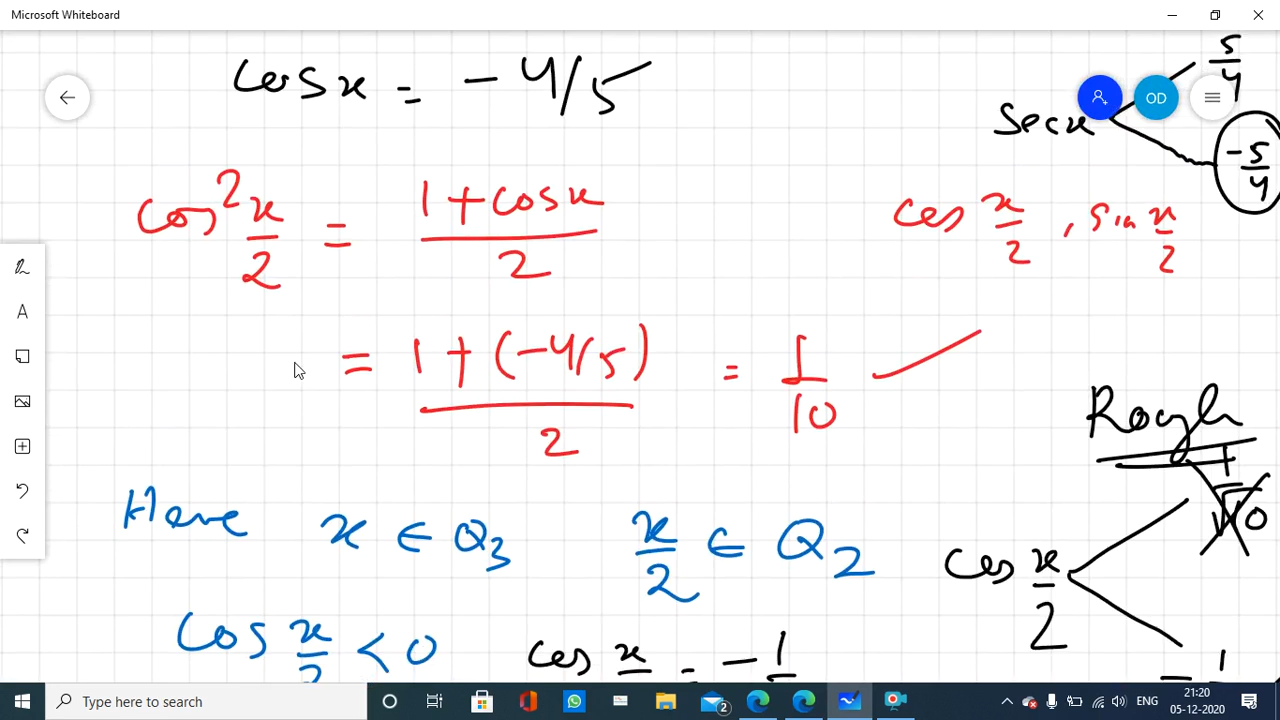 Microsoft Whiteboard
cos x = - 4/5
sec x
5/4
-5/4
OD
cos² x/2 = 1 + cos x / 2
cos x/2 , sin x/2
= 1 + (-4/5) / 2 = 1/10
Rough
Here x ∈ Q3 x/2 ∈ Q2
cos x/2
cos x/2 < 0
cos x = - 1
Type here to search
2
ENG
21:20
05-12-2020